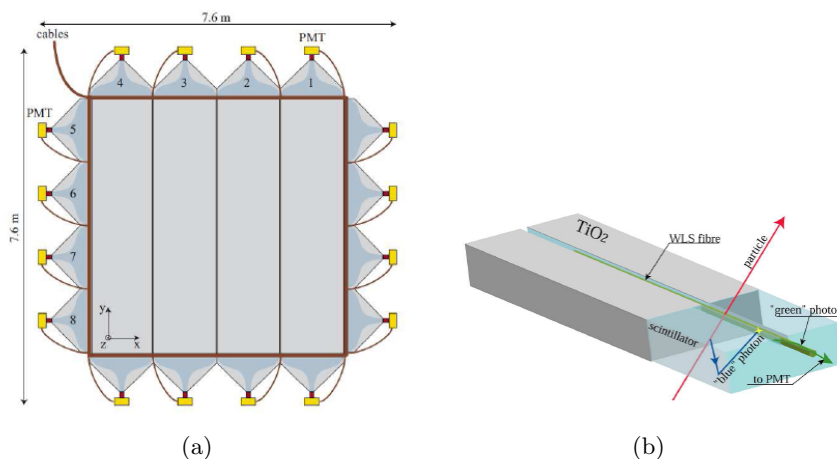 7.6 m
cables
PMT
4
3
2
1
PMT
5
6
7
8
7.6 m
y
z
x
(a)
TiO2
WLS fibre
particle
"green" photo
scintillator
"blue" photon
to PMT
(b)